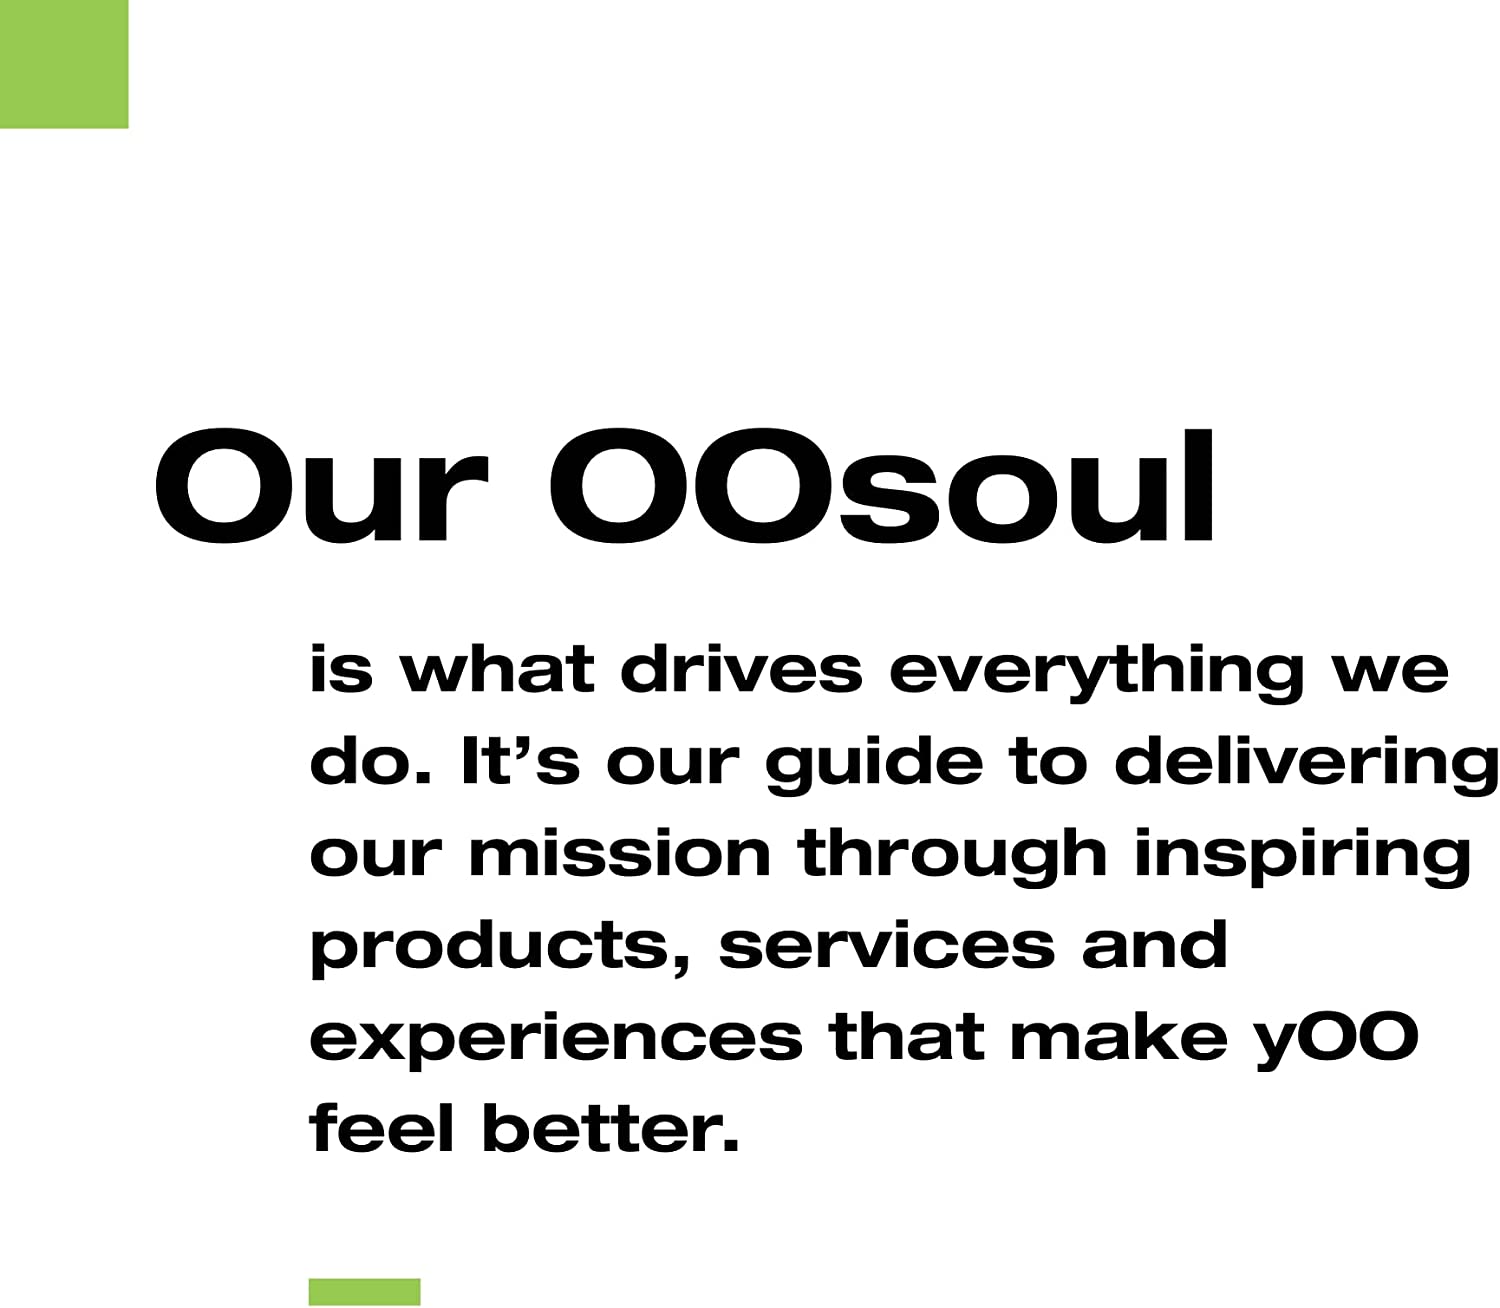 Our OOsoul
is what drives everything we
do. It’s our guide to delivering
our mission through inspiring
products, services and
experiences that make yOO
feel better.